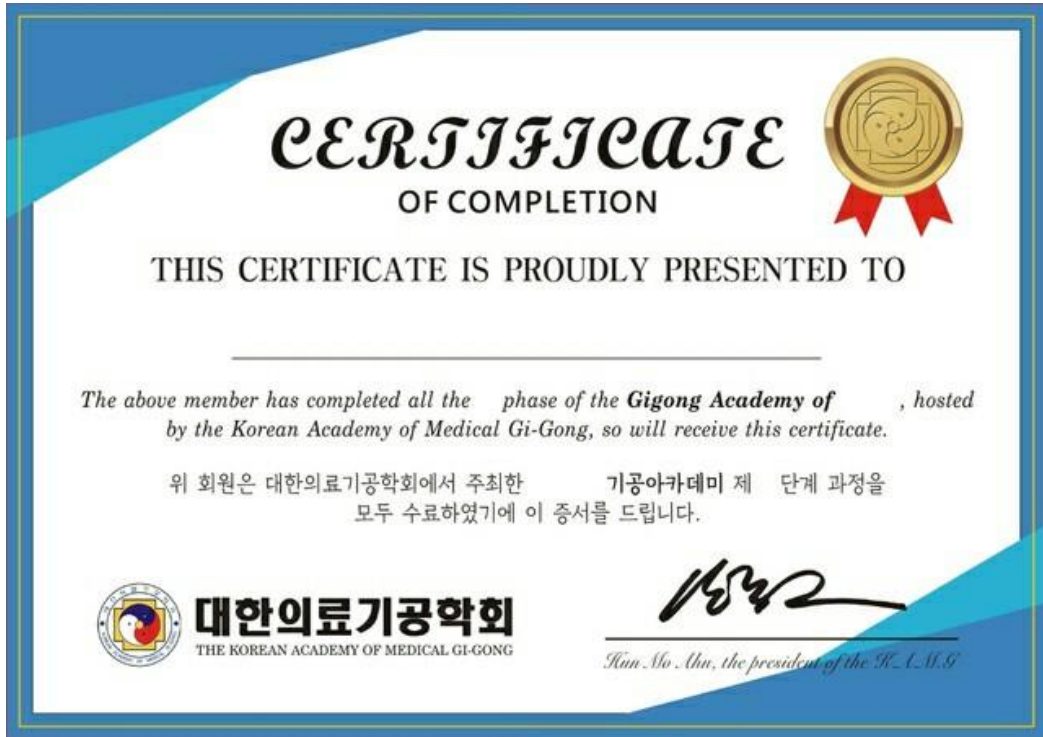 CERTIFICATE
OF COMPLETION
THIS CERTIFICATE IS PROUDLY PRESENTED TO
The above member has completed all the phase of the Gigong Academy of , hosted
by the Korean Academy of Medical Gi-Gong, so will receive this certificate.
위 회원은 대한의료기공학회에서 주최한 기공아카데미 제 단계 과정을
모두 수료하였기에 이 증서를 드립니다.
대한의료기공학회
THE KOREAN ACADEMY OF MEDICAL GI-GONG
Hun Mo Ahn, the president of the K.A.M.G